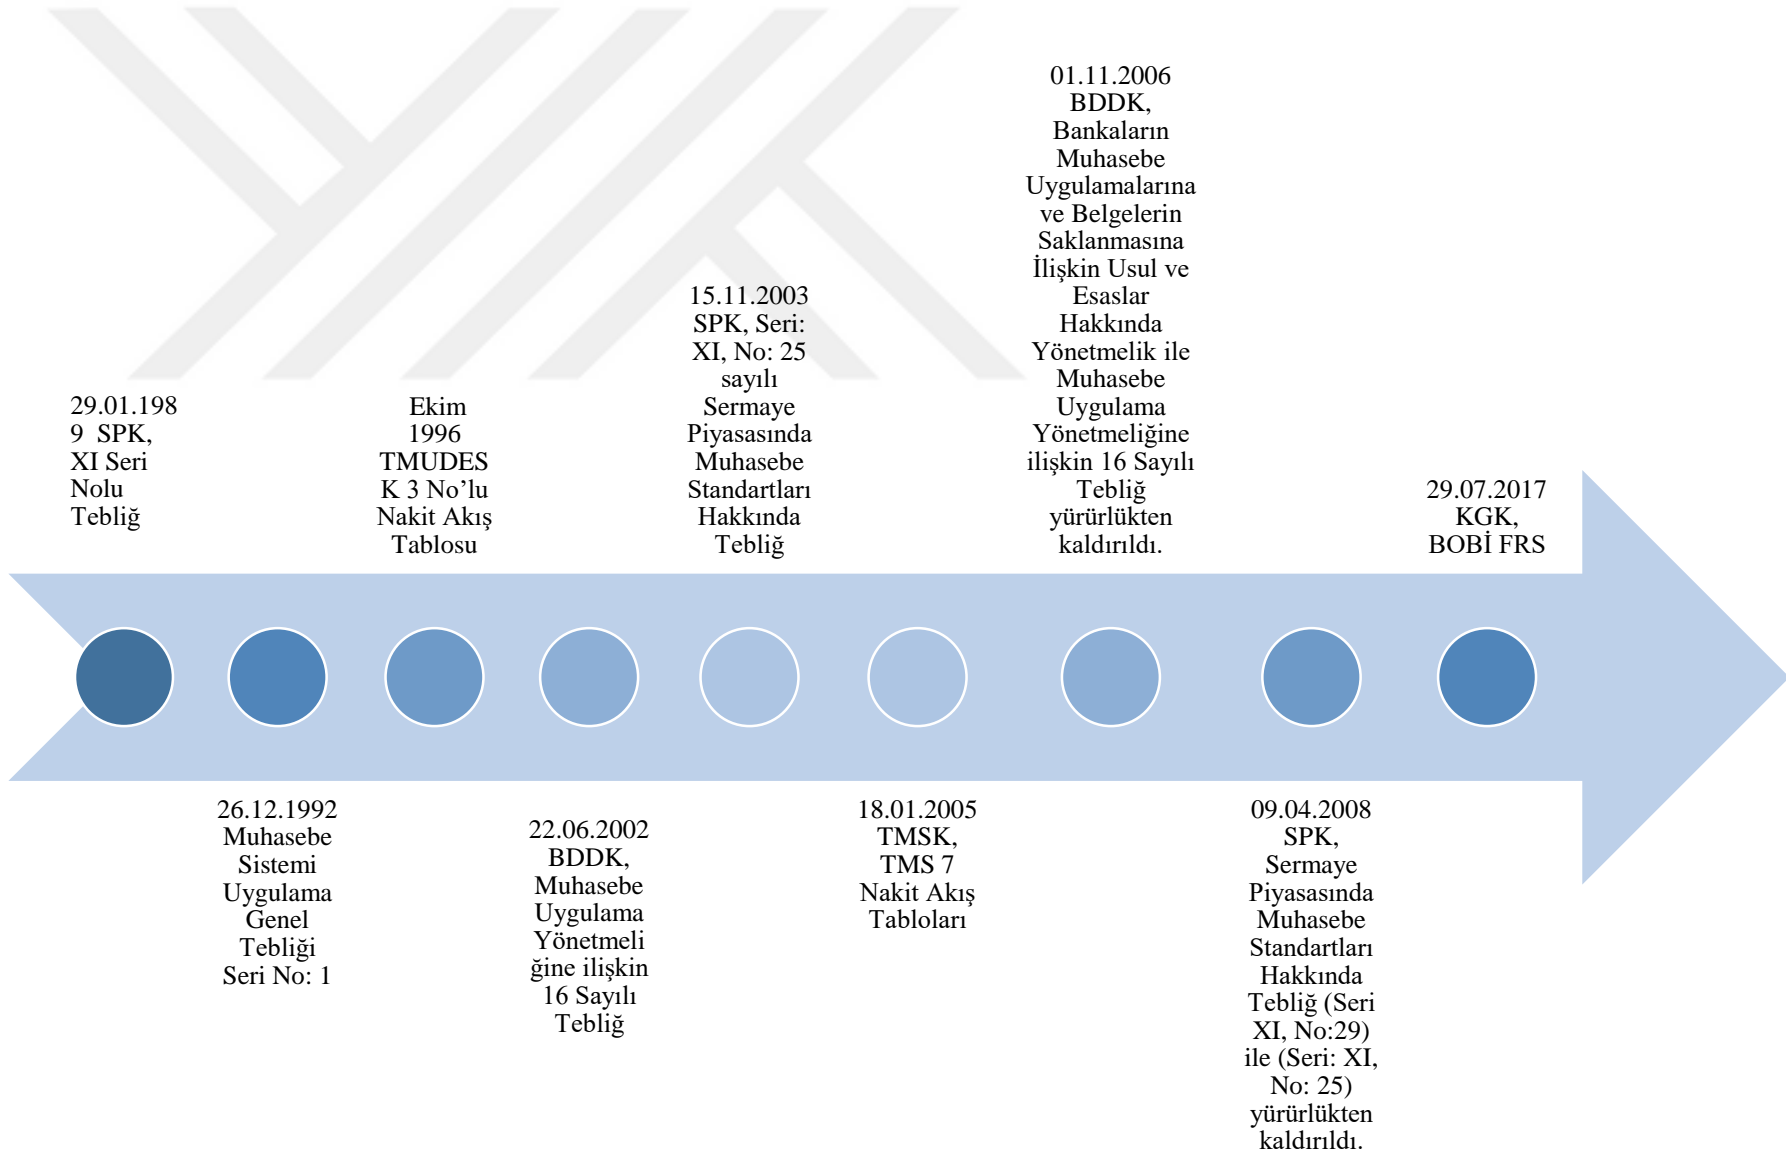 29.01.198
9  SPK,
XI Seri
Nolu
Tebliğ
26.12.1992
Muhasebe
Sistemi
Uygulama
Genel
Tebliği
Seri No: 1
Ekim
1996
TMUDES
K 3 No’lu
Nakit Akış
Tablosu
22.06.2002
BDDK,
Muhasebe
Uygulama
Yönetmeli
ğine ilişkin
16 Sayılı
Tebliğ
15.11.2003
SPK, Seri:
XI, No: 25
sayılı
Sermaye
Piyasasında
Muhasebe
Standartları
Hakkında
Tebliğ
18.01.2005
TMSK,
TMS 7
Nakit Akış
Tabloları
01.11.2006
BDDK,
Bankaların
Muhasebe
Uygulamalarına
ve Belgelerin
Saklanmasına
İlişkin Usul ve
Esaslar
Hakkında
Yönetmelik ile
Muhasebe
Uygulama
Yönetmeliğine
ilişkin 16 Sayılı
Tebliğ
yürürlükten
kaldırıldı.
09.04.2008
SPK,
Sermaye
Piyasasında
Muhasebe
Standartları
Hakkında
Tebliğ (Seri
XI, No:29)
ile (Seri: XI,
No: 25)
yürürlükten
kaldırıldı.
29.07.2017
KGK,
BOBİ FRS